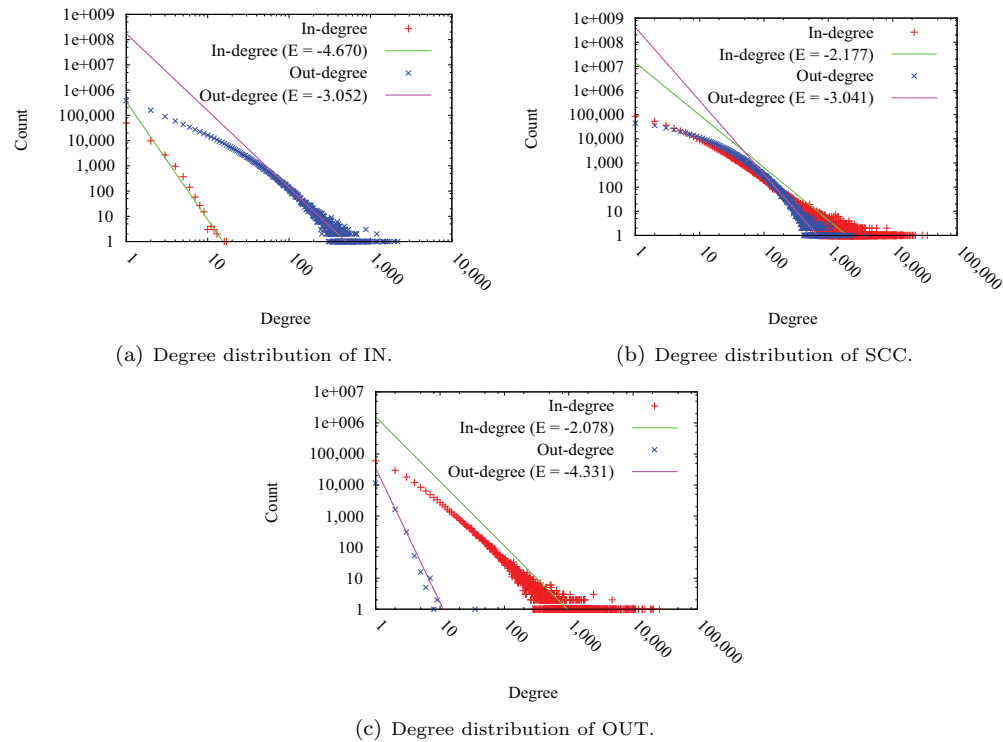 1e+009
1e+008
1e+007
1e+006
100,000
10,000
1,000
100
10
1
Count
In-degree
In-degree (E = -4.670)
Out-degree
Out-degree (E = -3.052)
1
10
100
1,000
10,000
Degree
(a) Degree distribution of IN.
1e+009
1e+008
1e+007
1e+006
100,000
10,000
1,000
100
10
1
Count
In-degree
In-degree (E = -2.177)
Out-degree
Out-degree (E = -3.041)
1
10
100
1,000
10,000
100,000
Degree
(b) Degree distribution of SCC.
1e+007
1e+006
100,000
10,000
1,000
100
10
1
Count
In-degree
In-degree (E = -2.078)
Out-degree
Out-degree (E = -4.331)
1
10
100
1,000
10,000
100,000
Degree
(c) Degree distribution of OUT.